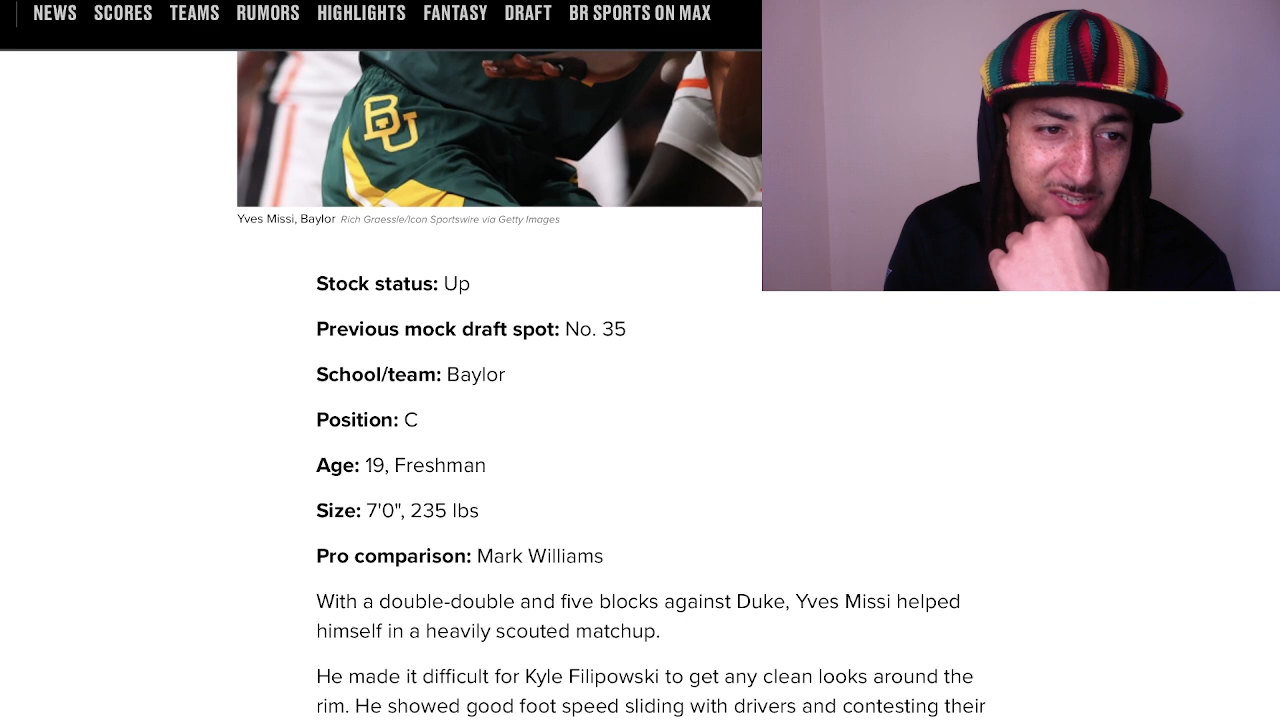 NEWS SCORES TEAMS RUMORS HIGHLIGHTS FANTASY DRAFT BR SPORTS ON MAX
BU
Yves Missi, Baylor Rich Graessle/Icon Sportswire via Getty Images
Stock status: Up
Previous mock draft spot: No. 35
School/team: Baylor
Position: C
Age: 19, Freshman
Size: 7'0", 235 lbs
Pro comparison: Mark Williams
With a double-double and five blocks against Duke, Yves Missi helped
himself in a heavily scouted matchup.
He made it difficult for Kyle Filipowski to get any clean looks around the
rim. He showed good foot speed sliding with drivers and contesting their